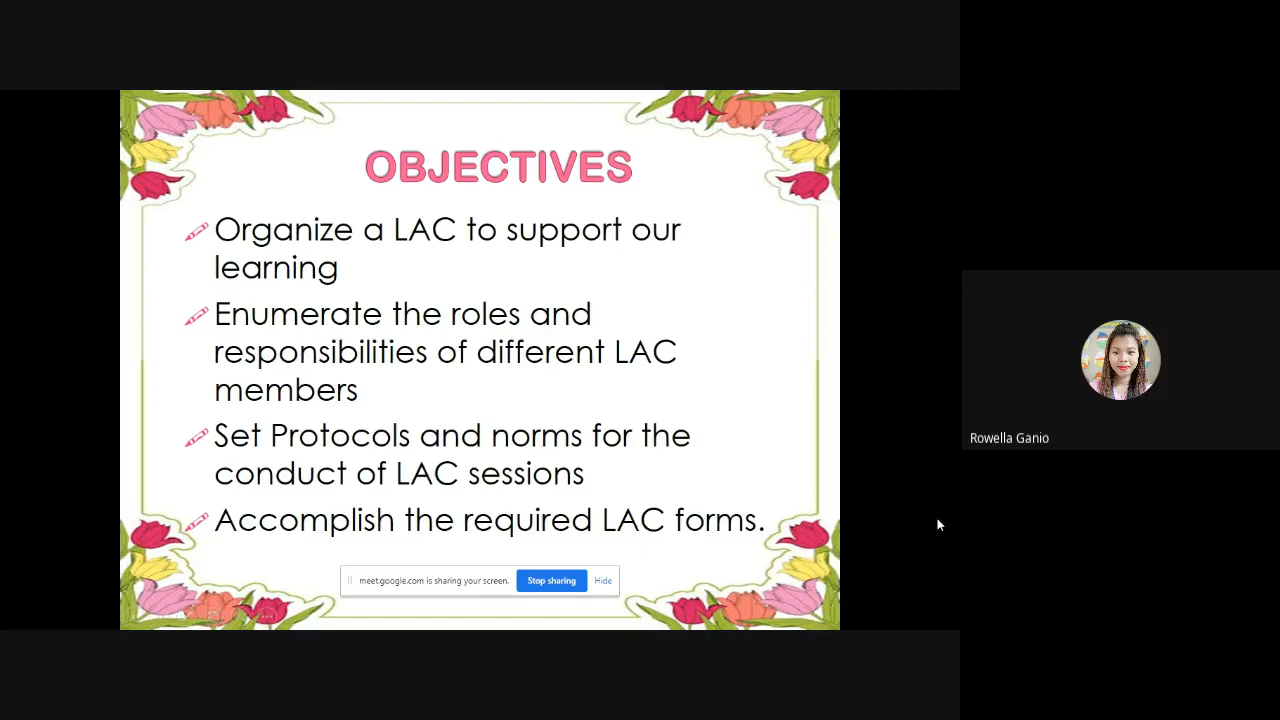 OBJECTIVES
Organize a LAC to support our
learning
Enumerate the roles and
responsibilities of different LAC
members
Set Protocols and norms for the
conduct of LAC sessions
Accomplish the required LAC forms.
meet.google.com is sharing your screen. Stop sharing Hide
Rowella Ganio